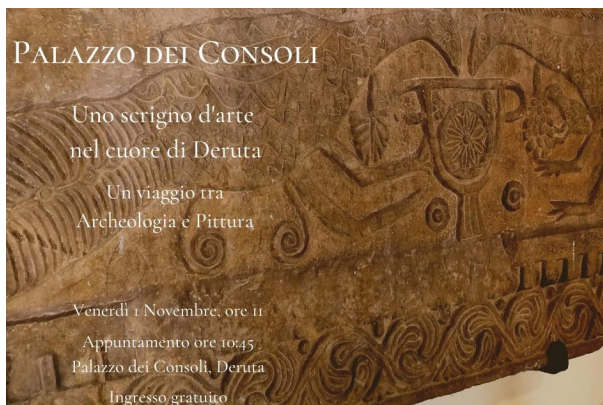 Palazzo dei Consoli
Uno scrigno d'arte
nel cuore di Deruta
Un viaggio tra
Archeologia e Pittura
Venerdì 1 Novembre, ore 11
Appuntamento ore 10:45
Palazzo dei Consoli, Deruta
Ingresso gratuito